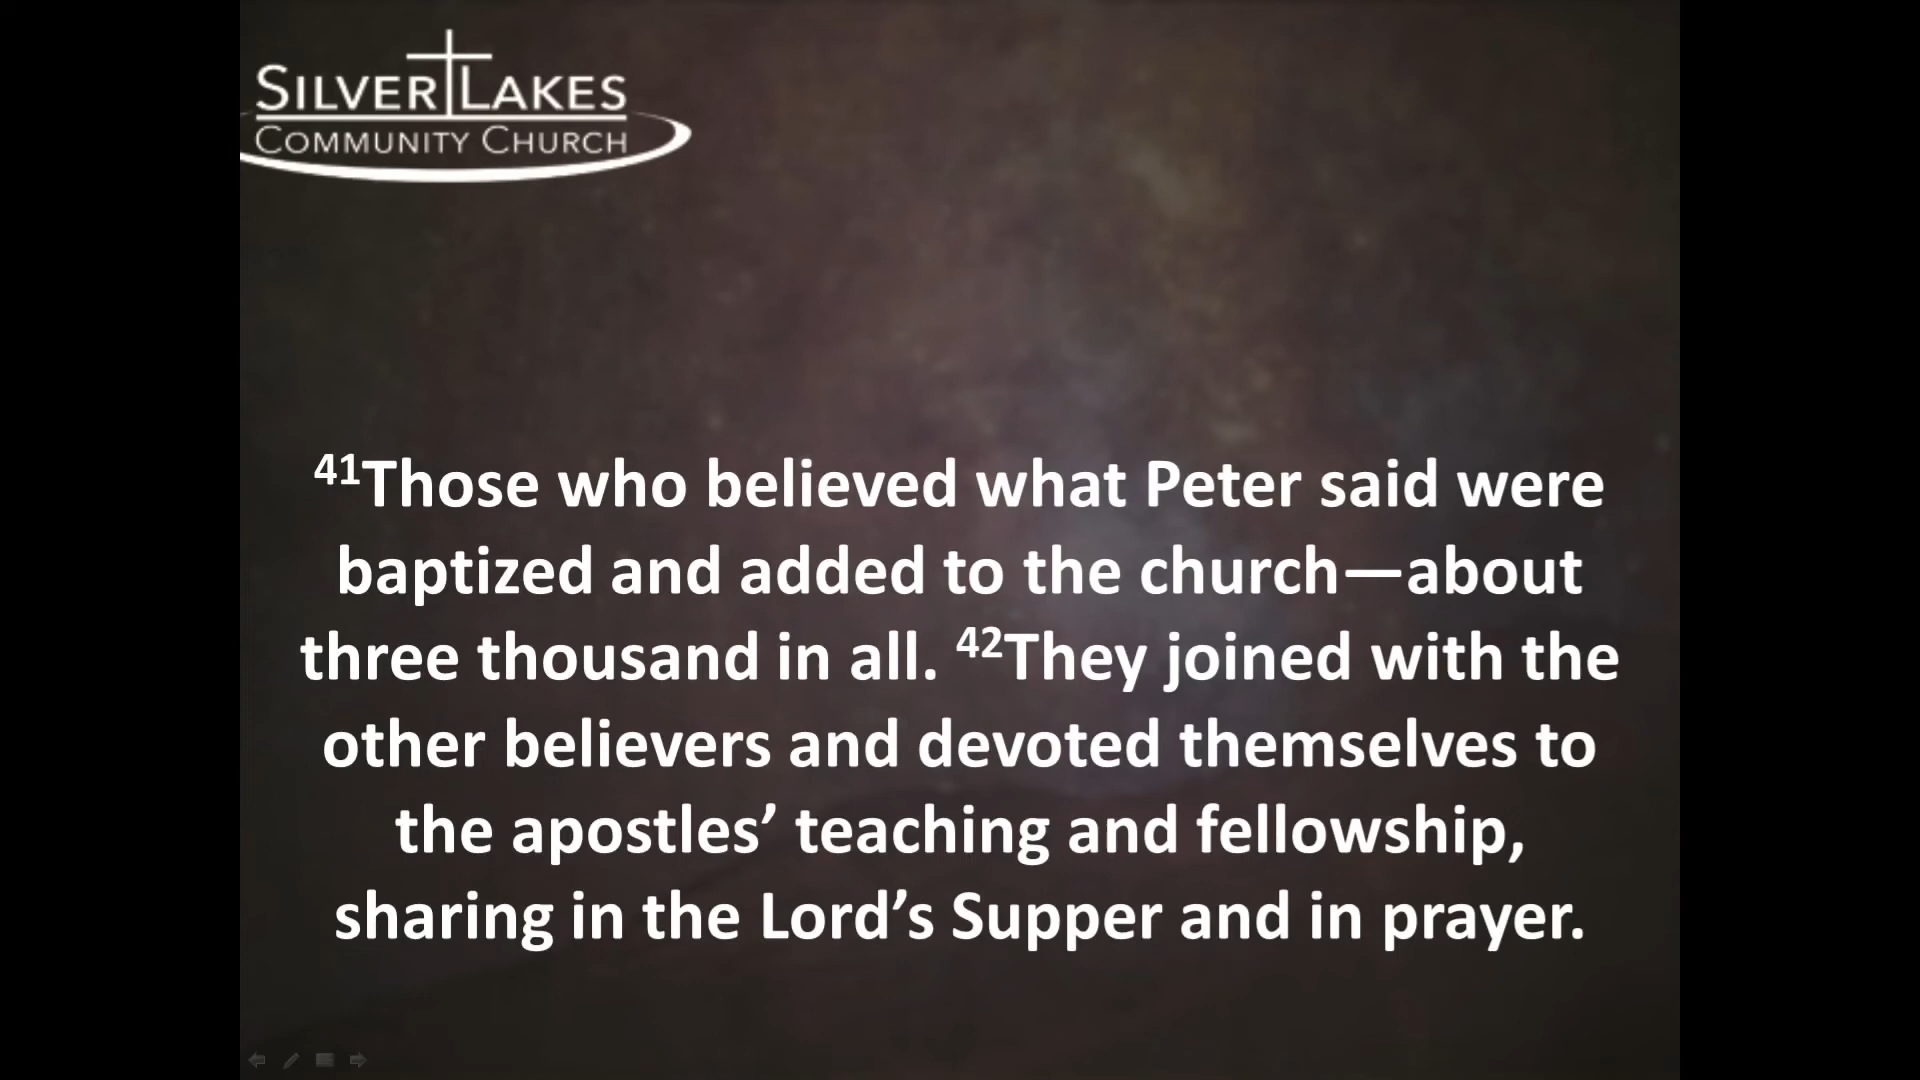 SILVER LAKES
COMMUNITY CHURCH
41Those who believed what Peter said were
baptized and added to the church—about
three thousand in all. 42They joined with the
other believers and devoted themselves to
the apostles’ teaching and fellowship,
sharing in the Lord’s Supper and in prayer.